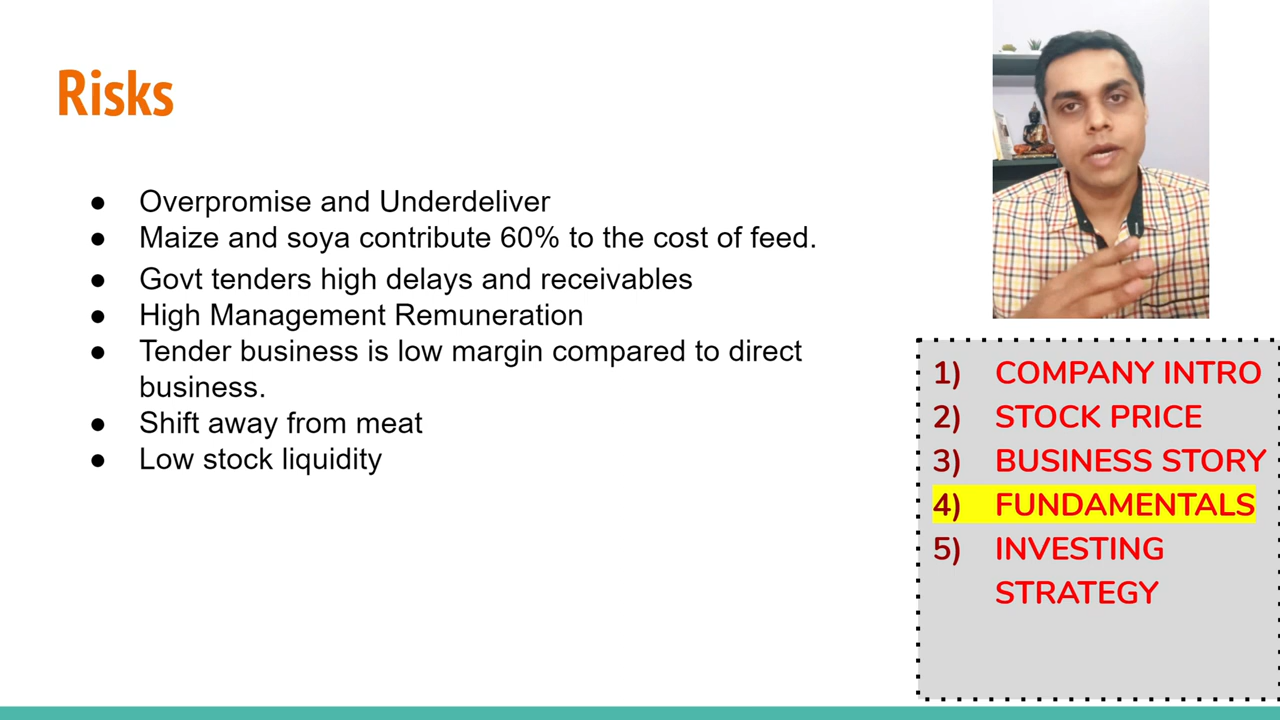 Risks
● Overpromise and Underdeliver
● Maize and soya contribute 60% to the cost of feed.
● Govt tenders high delays and receivables
● High Management Remuneration
● Tender business is low margin compared to direct
business.
● Shift away from meat
● Low stock liquidity
1) COMPANY INTRO
2) STOCK PRICE
3) BUSINESS STORY
4) FUNDAMENTALS
5) INVESTING
STRATEGY